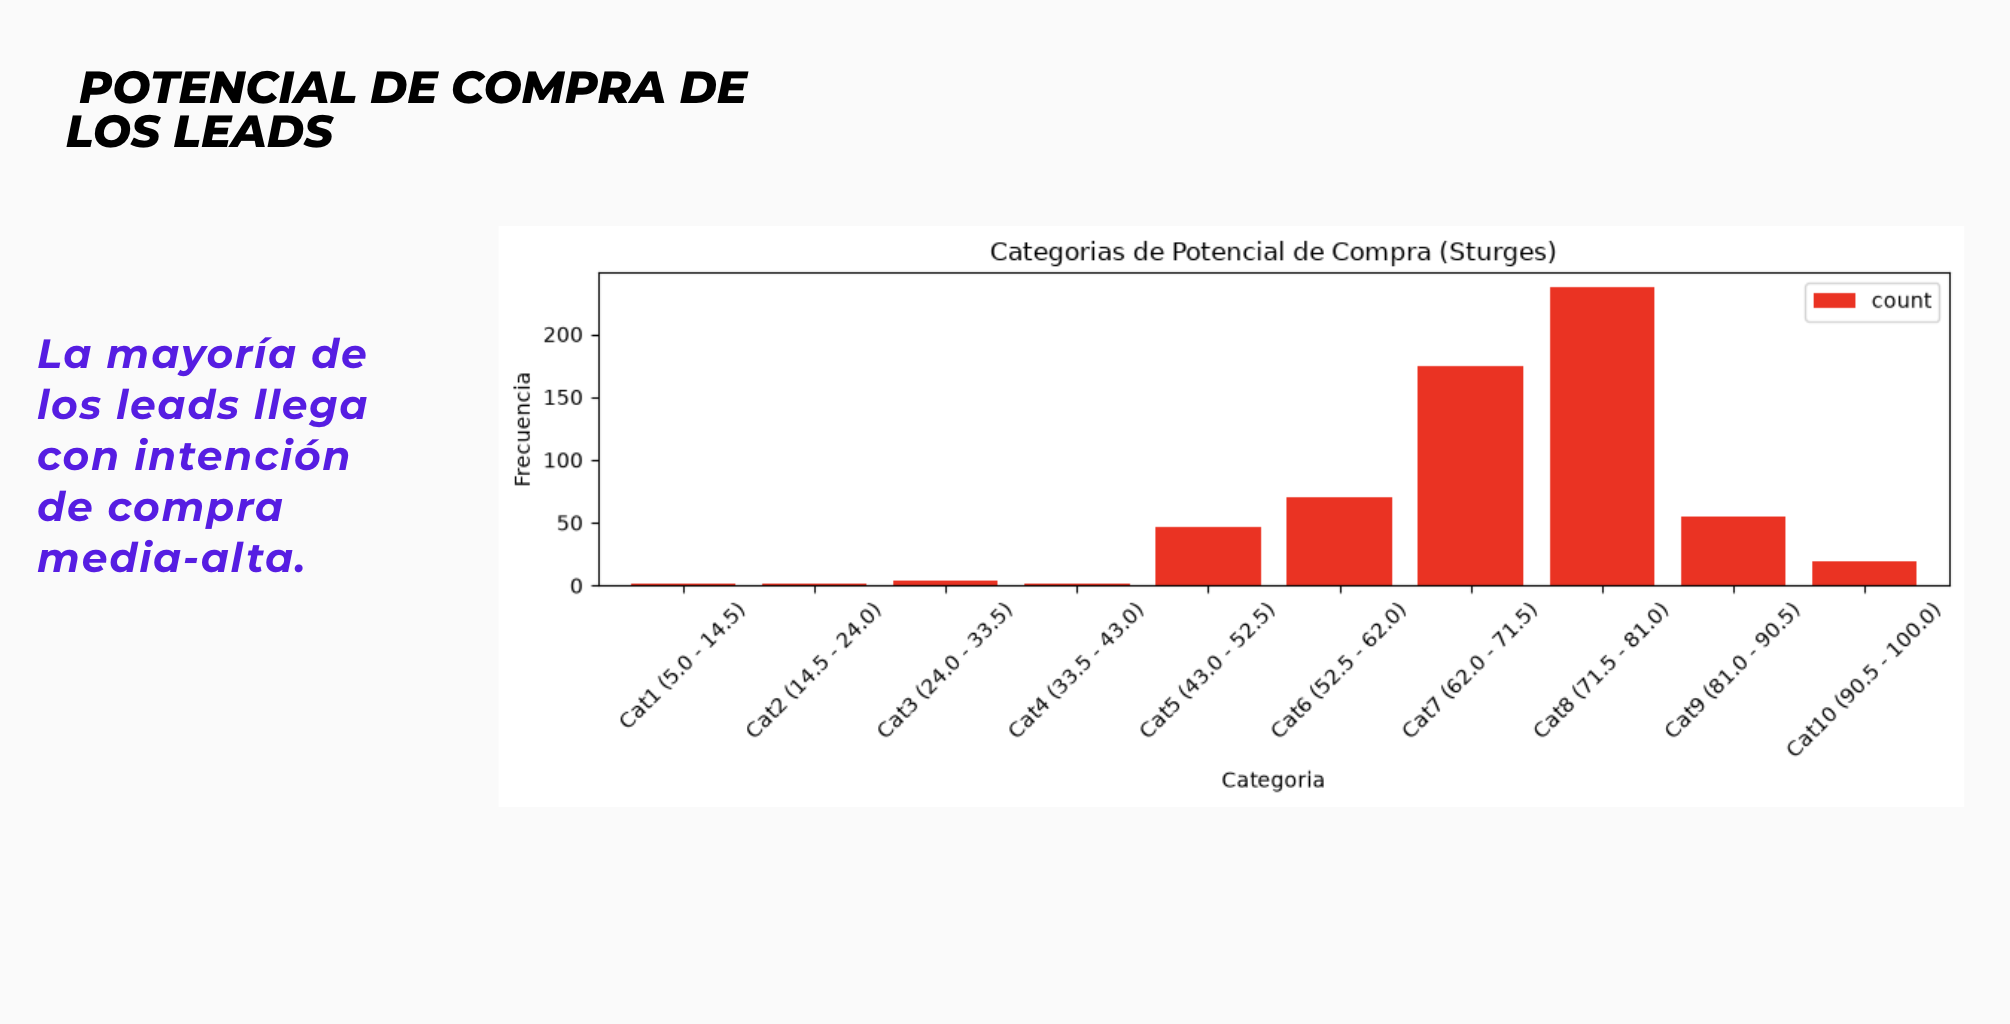 POTENCIAL DE COMPRA DE
LOS LEADS
La mayoría de
los leads llega
con intención
de compra
media-alta.
Categorias de Potencial de Compra (Sturges)
count
Frecuencia
200
150
100
50
0
Cat1 (5.0 - 14.5)
Cat2 (14.5 - 24.0)
Cat3 (24.0 - 33.5)
Cat4 (33.5 - 43.0)
Cat5 (43.0 - 52.5)
Cat6 (52.5 - 62.0)
Cat7 (62.0 - 71.5)
Cat8 (71.5 - 81.0)
Cat9 (81.0 - 90.5)
Cat10 (90.5 - 100.0)
Categoria